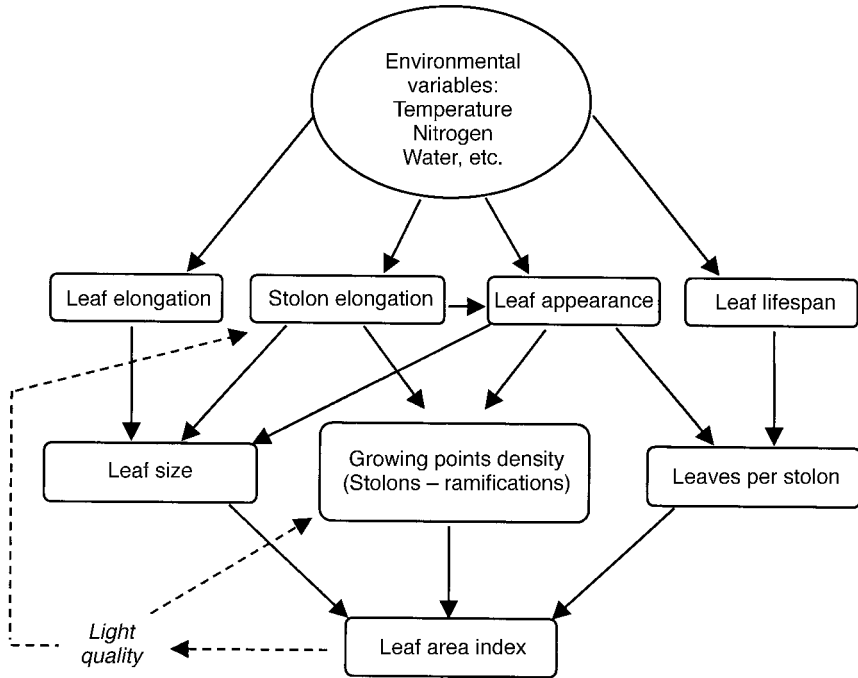 Environmental
variables:
Temperature
Nitrogen
Water, etc.
Leaf elongation
Stolon elongation
Leaf appearance
Leaf lifespan
Leaf size
Growing points density
(Stolons – ramifications)
Leaves per stolon
Light
quality
Leaf area index